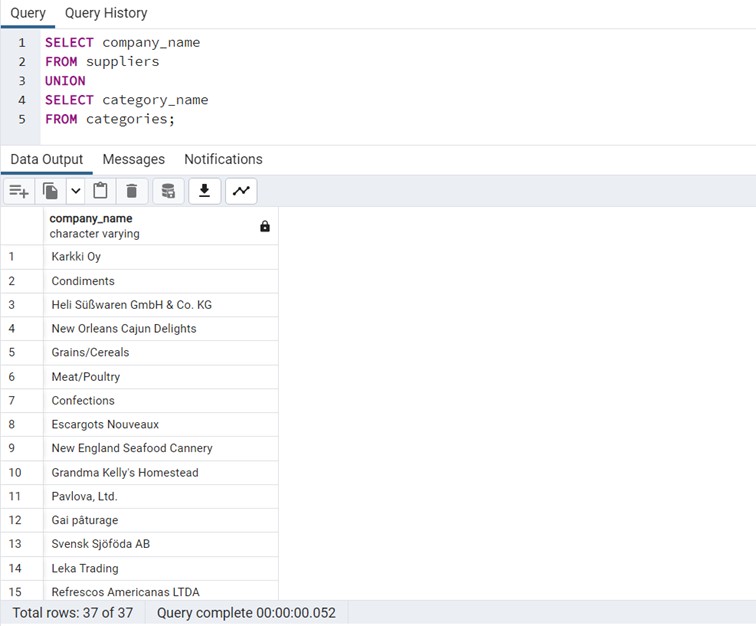 Query Query History
1 SELECT company_name
2 FROM suppliers
3 UNION
4 SELECT category_name
5 FROM categories;
Data Output Messages Notifications
company_name
character varying
1 Karkki Oy
2 Condiments
3 Heli Süßwaren GmbH & Co. KG
4 New Orleans Cajun Delights
5 Grains/Cereals
6 Meat/Poultry
7 Confections
8 Escargots Nouveaux
9 New England Seafood Cannery
10 Grandma Kelly's Homestead
11 Pavlova, Ltd.
12 Gai pâturage
13 Svensk Sjöföda AB
14 Leka Trading
15 Refrescos Americanas LTDA
Total rows: 37 of 37 Query complete 00:00:00.052